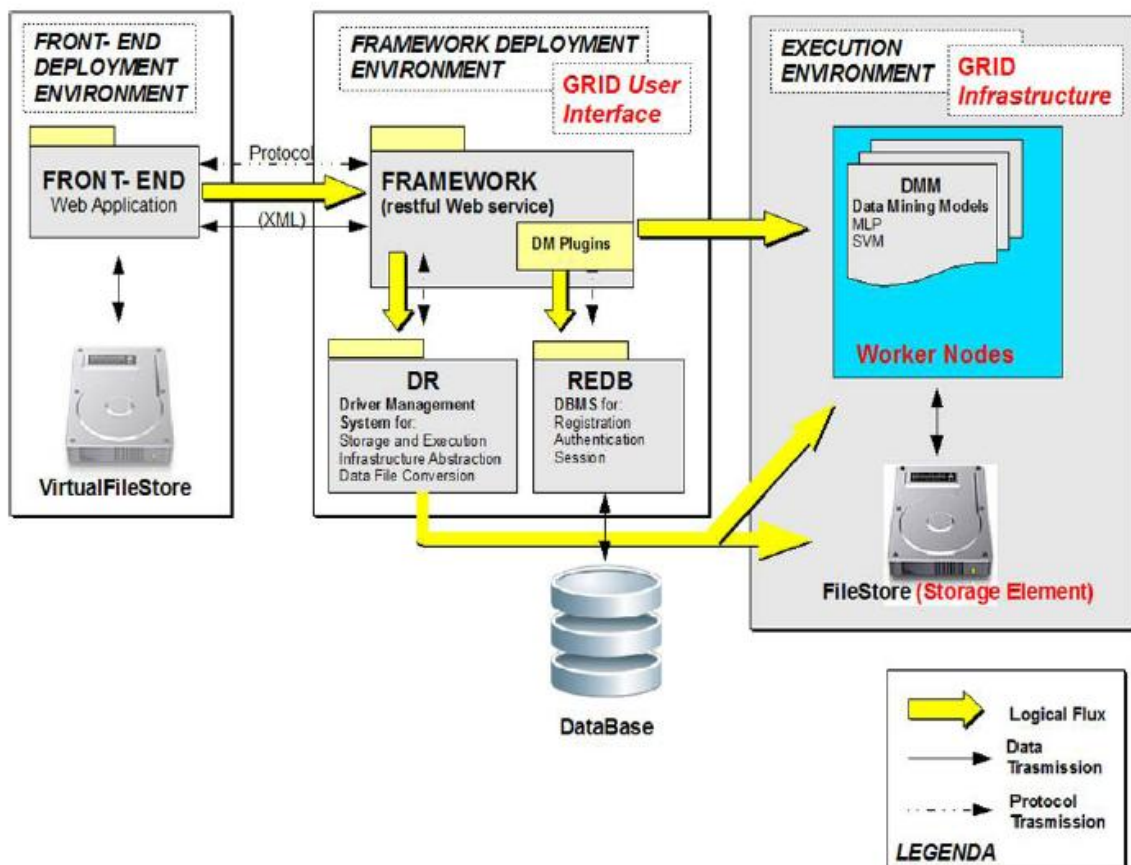 FRONT- END
DEPLOYMENT
ENVIRONMENT
FRONT- END
Web Application
VirtualFileStore
Protocol
(XML)
FRAMEWORK DEPLOYMENT
ENVIRONMENT
GRID User
Interface
FRAMEWORK
(restful Web service)
DM Plugins
DR
Driver Management
System for:
Storage and Execution
Infrastructure Abstraction
Data File Conversion
REDB
DBMS for:
Registration
Authentication
Session
DataBase
EXECUTION
ENVIRONMENT
GRID
Infrastructure
DMM
Data Mining Models
MLP
SVM
Worker Nodes
FileStore (Storage Element)
Logical Flux
Data
Trasmission
Protocol
Trasmission
LEGENDA